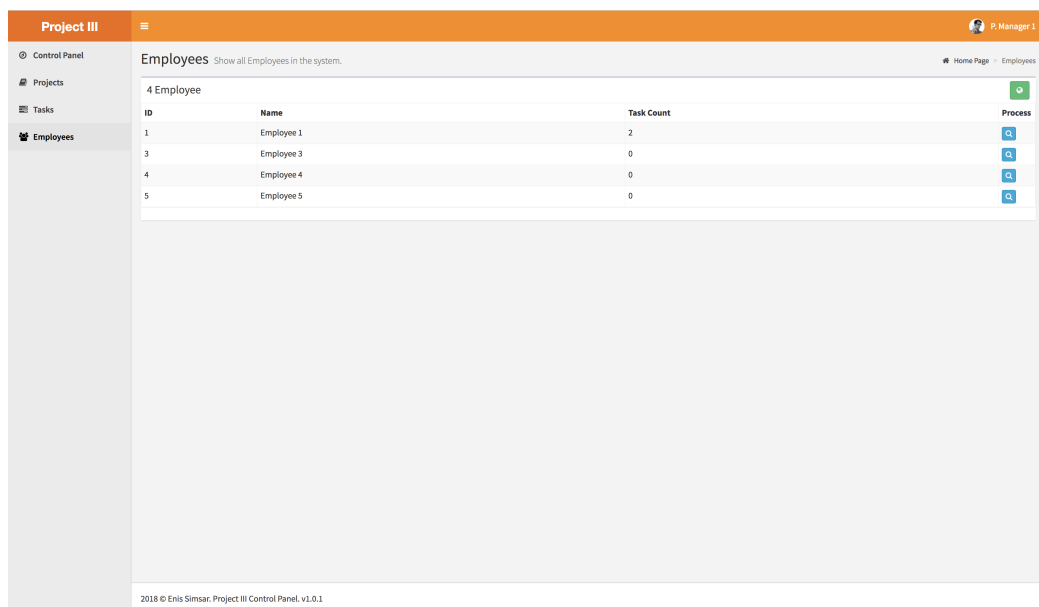 Project III
P. Manager 1
Control Panel
Projects
Tasks
Employees
Employees Show all Employees in the system.
Home Page > Employees
4 Employee
ID Name Task Count Process
1 Employee 1 2
3 Employee 3 0
4 Employee 4 0
5 Employee 5 0
2018 © Enis Simsar. Project III Control Panel. v1.0.1